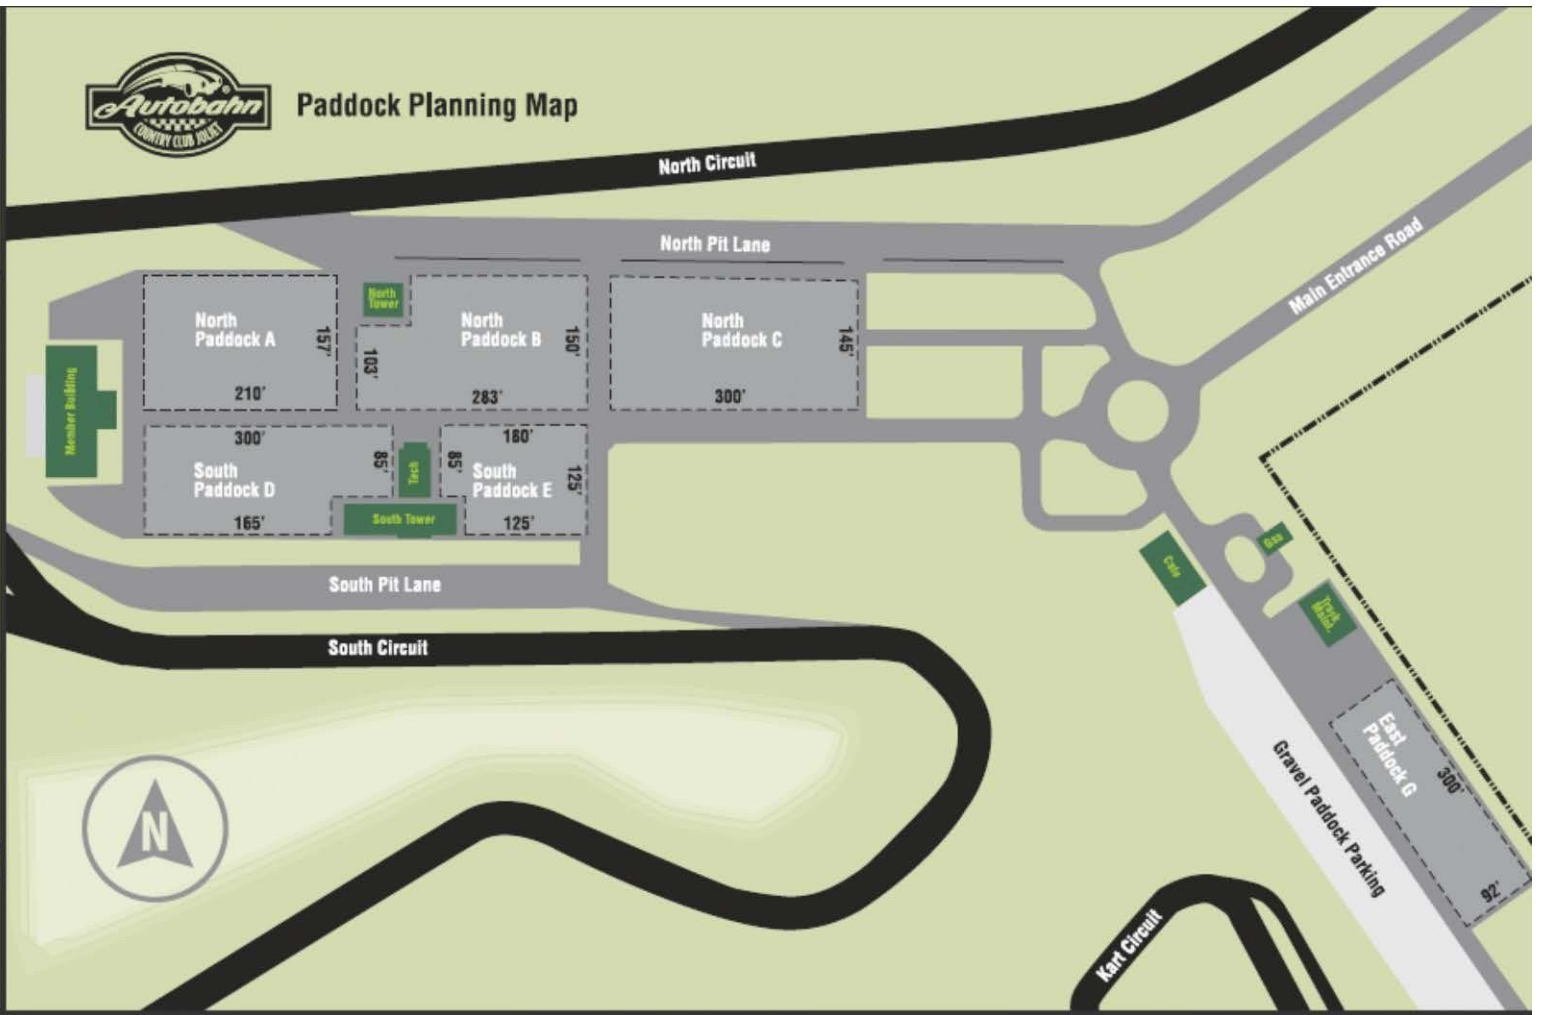 Autobahn
COUNTRY CLUB JOLIET
®
Paddock Planning Map
North Circuit
North Pit Lane
Main Entrance Road
North
Tower
North
Paddock A
157'
210'
North
Paddock B
103'
150'
283'
North
Paddock C
145'
300'
Member Building
300'
85'
South
Paddock D
165'
Tech
South Tower
180'
85'
South
Paddock E
125'
125'
South Pit Lane
South Circuit
Gas
Cafe
Track
Maint.
East
Paddock G
300'
92'
Gravel Paddock Parking
Kart Circuit
N